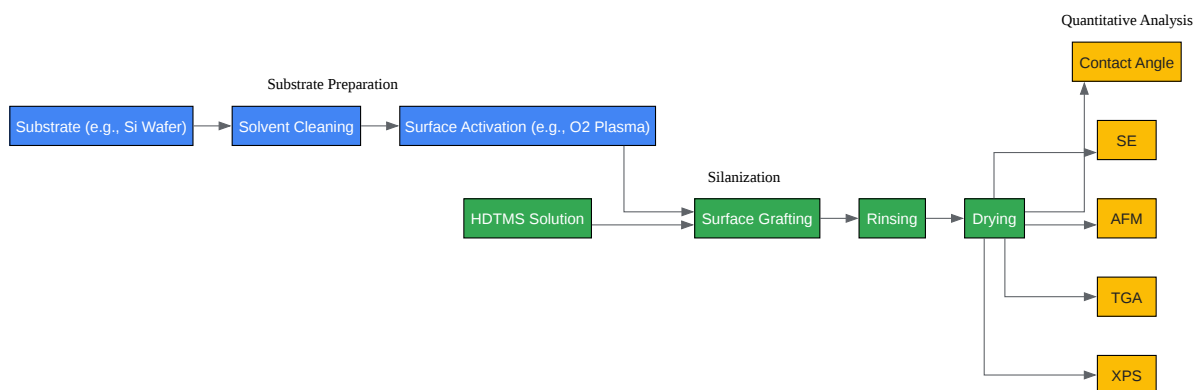 Quantitative Analysis
Contact Angle
Substrate Preparation
Substrate (e.g., Si Wafer)
Solvent Cleaning
Surface Activation (e.g., O2 Plasma)
SE
Silanization
HDTMS Solution
Surface Grafting
Rinsing
Drying
AFM
TGA
XPS